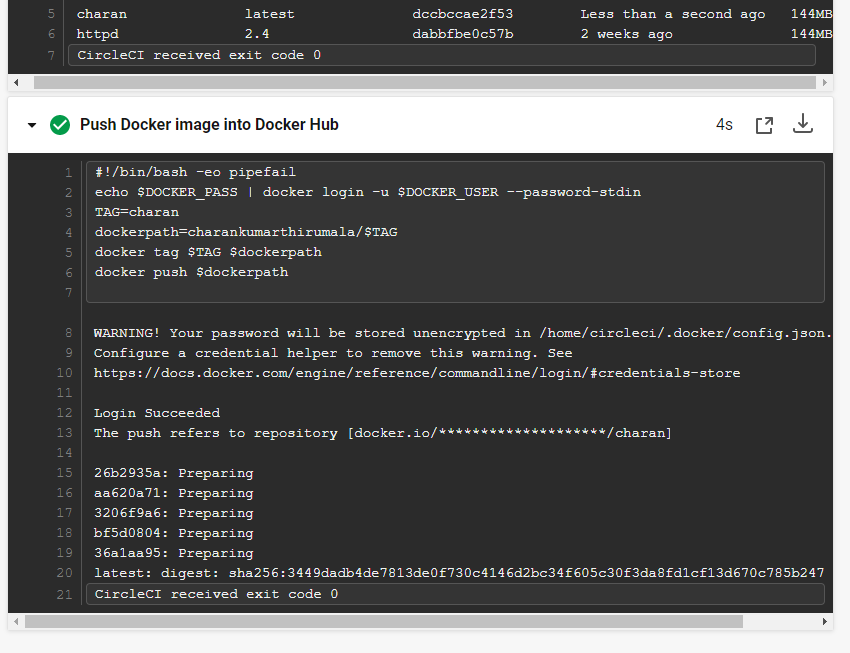 5 charan latest dccbccae2f53 Less than a second ago 144MB
6 httpd 2.4 dabbfbe0c57b 2 weeks ago 144MB
7 CircleCI received exit code 0
Push Docker image into Docker Hub 4s
1 #!/bin/bash -eo pipefail
2 echo $DOCKER_PASS | docker login -u $DOCKER_USER --password-stdin
3 TAG=charan
4 dockerpath=charankumarthirumala/$TAG
5 docker tag $TAG $dockerpath
6 docker push $dockerpath
7
8 WARNING! Your password will be stored unencrypted in /home/circleci/.docker/config.json.
9 Configure a credential helper to remove this warning. See
10 https://docs.docker.com/engine/reference/commandline/login/#credentials-store
11
12 Login Succeeded
13 The push refers to repository [docker.io/********************/charan]
14
15 26b2935a: Preparing
16 aa620a71: Preparing
17 3206f9a6: Preparing
18 bf5d0804: Preparing
19 36a1aa95: Preparing
20 latest: digest: sha256:3449dadb4de7813de0f730c4146d2bc34f605c30f3da8fd1cf13d670c785b247
21 CircleCI received exit code 0